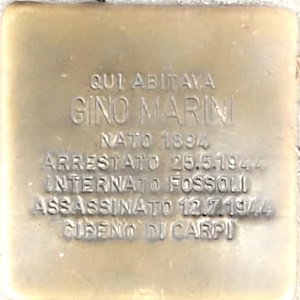 QUI ABITAVA
GINO MARINI
NATO 1894
ARRESTATO 25.5.1944
INTERNATO FOSSOLI
ASSASSINATO 12.7.1944
CIBENO DI CARPI